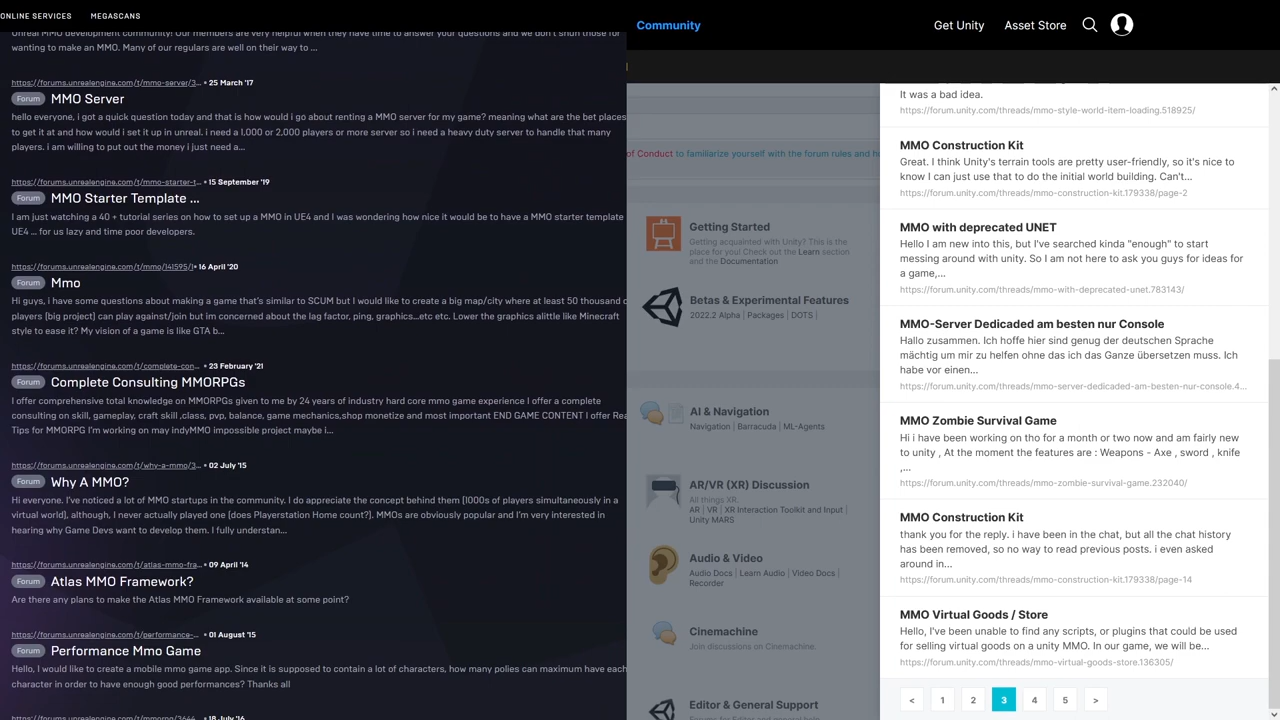 ONLINE SERVICES
MEGASCANS
Unreal MMO development community! Our members are very helpful when they have time to answer your questions and we don't shun those for
wanting to make an MMO. Many of our regulars are well on their way to ...
https://forums.unrealengine.com/t/mmo-server/3... • 25 March '17
Forum MMO Server
hello everyone, i got a quick question today and that is how would i go about renting a MMO server for my game? meaning what are the bet places
to get it at and how would i set it up in unreal. i need a 1,000 or 2,000 players or more server so i need a heavy duty server to handle that many
players. i am willing to put out the money i just need a...
https://forums.unrealengine.com/t/mmo-starter-t... • 15 September '19
Forum MMO Starter Template ...
I am just watching a 40 + tutorial series on how to set up a MMO in UE4 and I was wondering how nice it would be to have a MMO starter template
UE4 ... for us lazy and time poor developers.
https://forums.unrealengine.com/t/mmo/141595/1 • 16 April '20
Forum Mmo
Hi guys, i have some questions about making a game that's similar to SCUM but I would like to create a big map/city where at least 50 thousand o
players [big project] can play against/join but im concerned about the lag factor, ping, graphics...etc etc. Lower the graphics alittle like Minecraft
style to ease it? My vision of a game is like GTA b...
https://forums.unrealengine.com/t/complete-con... • 23 February '21
Forum Complete Consulting MMORPGs
I offer comprehensive total knowledge on MMORPGs given to me by 24 years of industry hard core mmo game experience I offer a complete
consulting on skill, gameplay, craft skill ,class, pvp, balance, game mechanics,shop monetize and most important END GAME CONTENT I offer Rea
Tips for MMORPG I'm working on may indyMMO impossible project maybe i...
https://forums.unrealengine.com/t/why-a-mmo/3... • 02 July '15
Forum Why A MMO?
Hi everyone. I've noticed a lot of MMO startups in the community. I do appreciate the concept behind them [1000s of players simultaneously in a
virtual world], although, I never actually played one [does Playerstation Home count?]. MMOs are obviously popular and I'm very interested in
hearing why Game Devs want to develop them. I fully understan...
https://forums.unrealengine.com/t/atlas-mmo-fra... • 09 April '14
Forum Atlas MMO Framework?
Are there any plans to make the Atlas MMO Framework available at some point?
https://forums.unrealengine.com/t/performance-... • 01 August '15
Forum Performance Mmo Game
Hello, I would like to create a mobile mmo game app. Since it is supposed to contain a lot of characters, how many polies can maximum have each
character in order to have enough good performances? Thanks all
https://forums.unrealengine.com/t/mmorpg/3644... • 18 July '16
Community
Get Unity
Asset Store
of Conduct to familiarize yourself with the forum rules and h
Getting Started
Getting acquainted with Unity? This is the
place for you! Check out the Learn section
and the Documentation
Betas & Experimental Features
2022.2 Alpha | Packages | DOTS |
AI & Navigation
Navigation | Barracuda | ML-Agents
AR/VR (XR) Discussion
All things XR.
AR | VR | XR Interaction Toolkit and Input |
Unity MARS
Audio & Video
Audio Docs | Learn Audio | Video Docs |
Recorder
Cinemachine
Join discussions on Cinemachine.
Editor & General Support
Forums for Editor and general help
It was a bad idea.
https://forum.unity.com/threads/mmo-style-world-item-loading.518925/
MMO Construction Kit
Great. I think Unity's terrain tools are pretty user-friendly, so it's nice to
know I can just use that to do the initial world building. Can't...
https://forum.unity.com/threads/mmo-construction-kit.179338/page-2
MMO with deprecated UNET
Hello I am new into this, but I've searched kinda "enough" to start
messing around with unity. So I am not here to ask you guys for ideas for
a game,...
https://forum.unity.com/threads/mmo-with-deprecated-unet.783143/
MMO-Server Dedicaded am besten nur Console
Hallo zusammen. Ich hoffe hier sind genug der deutschen Sprache
mächtig um mir zu helfen ohne das ich das Ganze übersetzen muss. Ich
habe vor einen...
https://forum.unity.com/threads/mmo-server-dedicaded-am-besten-nur-console.4...
MMO Zombie Survival Game
Hi i have been working on tho for a month or two now and am fairly new
to unity , At the moment the features are : Weapons - Axe , sword , knife
,...
https://forum.unity.com/threads/mmo-zombie-survival-game.232040/
MMO Construction Kit
thank you for the reply. i have been in the chat, but all the chat history
has been removed, so no way to read previous posts. i even asked
around in...
https://forum.unity.com/threads/mmo-construction-kit.179338/page-14
MMO Virtual Goods / Store
Hello, I've been unable to find any scripts, or plugins that could be used
for selling virtual goods on a unity MMO. In our game, we will be...
https://forum.unity.com/threads/mmo-virtual-goods-store.136305/
< 1 2 3 4 5 >